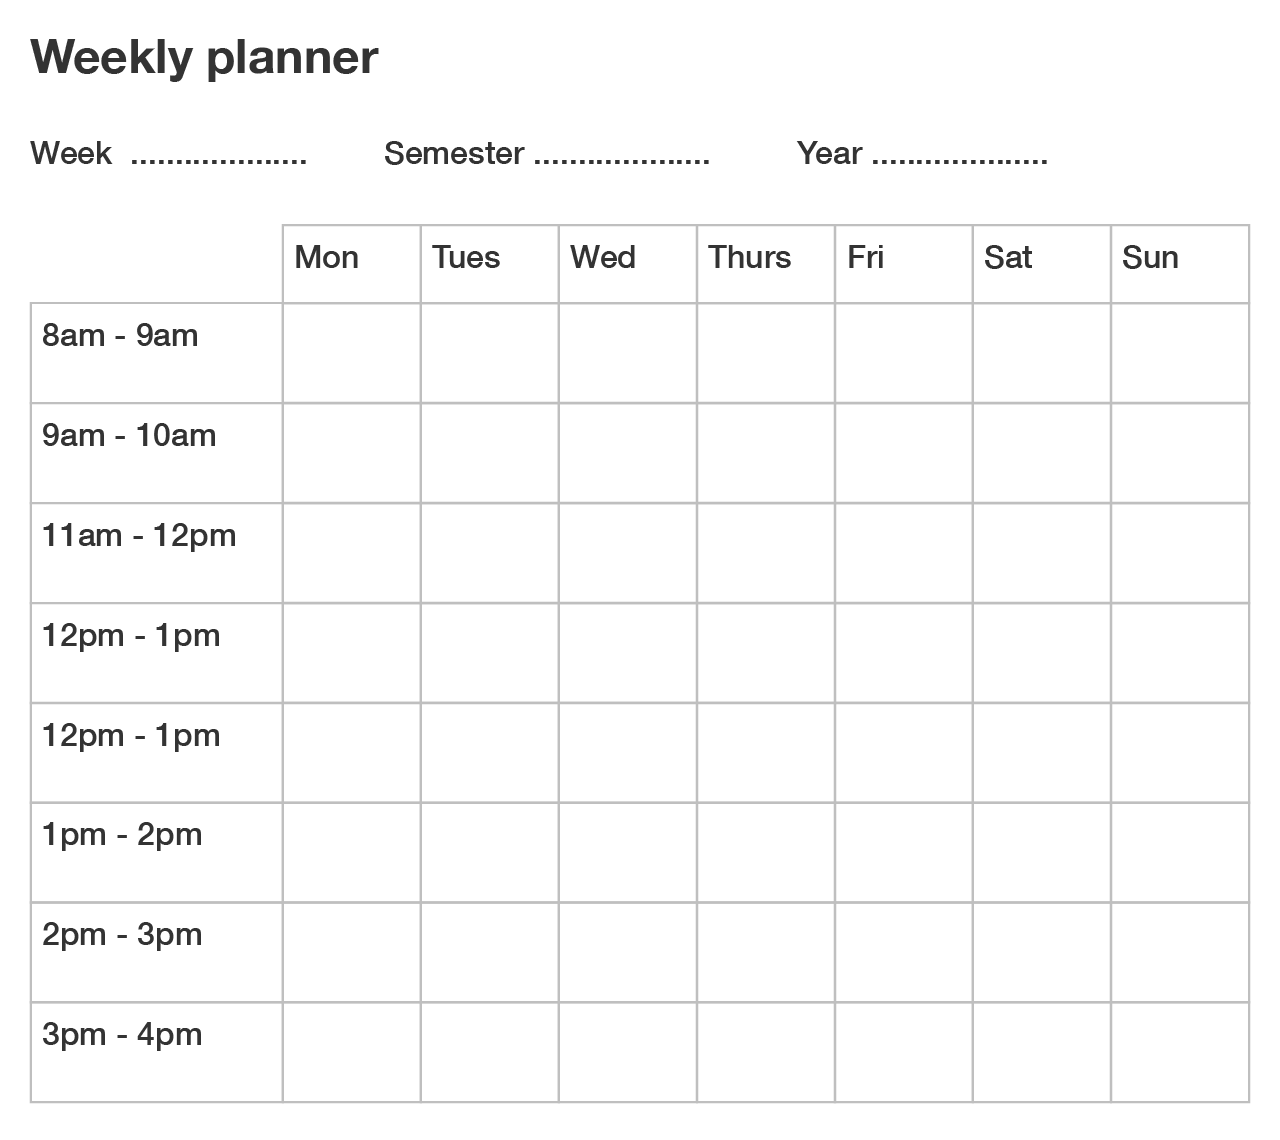 Weekly planner
Week .................... Semester .................... Year ....................
Mon Tues Wed Thurs Fri Sat Sun
8am - 9am
9am - 10am
11am - 12pm
12pm - 1pm
12pm - 1pm
1pm - 2pm
2pm - 3pm
3pm - 4pm